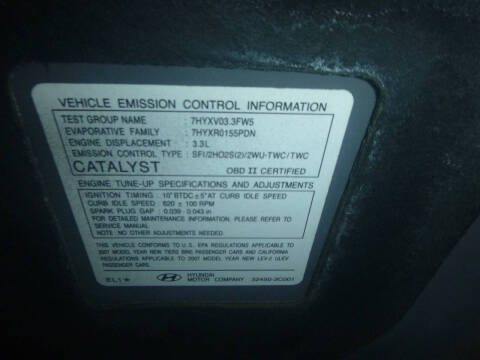 VEHICLE EMISSION CONTROL INFORMATION
TEST GROUP NAME : 7HYXV03.3FW5
EVAPORATIVE FAMILY : 7HYXR0155PDN
ENGINE DISPLACEMENT : 3.3L
EMISSION CONTROL TYPE : SFI/2HO2S(2)/2WU-TWC/TWC
CATALYST OBD II CERTIFIED
ENGINE TUNE-UP SPECIFICATIONS AND ADJUSTMENTS
IGNITION TIMING : 10°BTDC ±5°AT CURB IDLE SPEED
CURB IDLE SPEED : 620 ± 100 RPM
SPARK PLUG GAP : 0.039 - 0.043 in
FOR DETAILED MAINTENANCE INFORMATION, PLEASE REFER TO
SERVICE MANUAL
NOTE: NO OTHER ADJUSTMENTS NEEDED.
THIS VEHICLE CONFORMS TO U.S. EPA REGULATIONS APPLICABLE TO
2007 MODEL YEAR NEW TIER2 BIN5 PASSENGER CARS AND CALIFORNIA
REGULATIONS APPLICABLE TO 2007 MODEL YEAR NEW LEV-2 ULEV
PASSENGER CARS.
EL1★ HYUNDAI
MOTOR COMPANY 32450-3C001